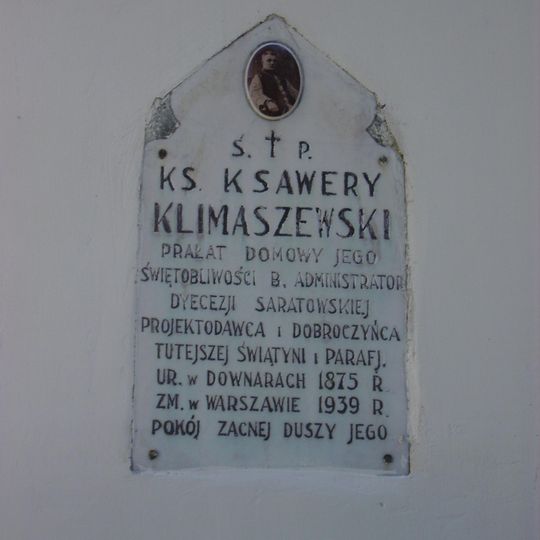 Ś. † P.
KS. KSAWERY
KLIMASZEWSKI
PRAŁAT DOMOWY JEGO
ŚWIĘTOBLIWOŚCI B. ADMINISTRATOR
DYECEZJI SARATOWSKIEJ
PROJEKTODAWCA i DOBROCZYŃCA
TUTEJSZEJ ŚWIĄTYNI i PARAFJ.
UR. w DOWNARACH 1875 R.
ZM. w WARSZAWIE 1939 R.
POKÓJ ZACNEJ DUSZY JEGO